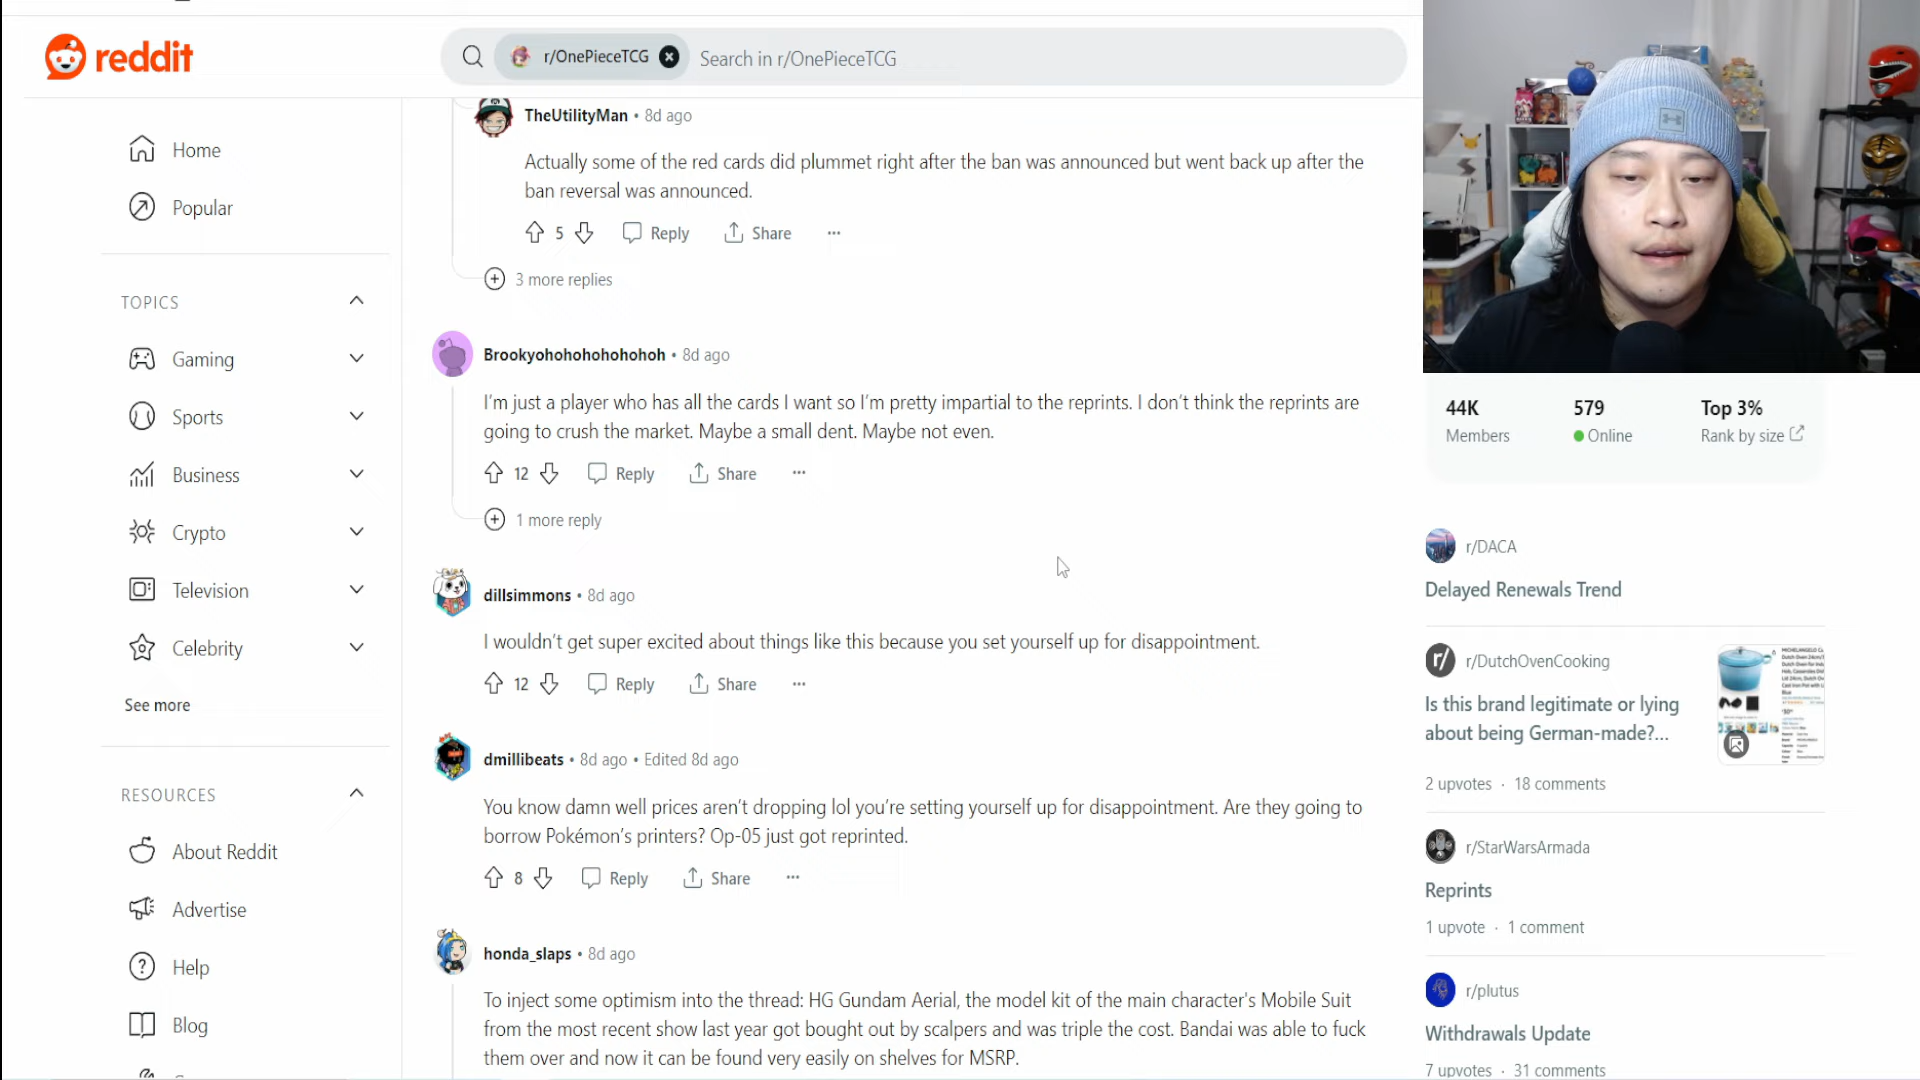 reddit
r/OnePieceTCG
Search in r/OnePieceTCG
Home
Popular
TOPICS
Gaming
Sports
Business
Crypto
Television
Celebrity
See more
RESOURCES
About Reddit
Advertise
Help
Blog
TheUtilityMan • 8d ago
Actually some of the red cards did plummet right after the ban was announced but went back up after the
ban reversal was announced.
5 Reply Share ···
3 more replies
Brookyohohohohohohoh • 8d ago
I'm just a player who has all the cards I want so I'm pretty impartial to the reprints. I don't think the reprints are
going to crush the market. Maybe a small dent. Maybe not even.
12 Reply Share ···
1 more reply
dillsimmons • 8d ago
I wouldn't get super excited about things like this because you set yourself up for disappointment.
12 Reply Share ···
dmillibeats • 8d ago • Edited 8d ago
You know damn well prices aren't dropping lol you're setting yourself up for disappointment. Are they going to
borrow Pokémon's printers? Op-05 just got reprinted.
8 Reply Share ···
honda_slaps • 8d ago
To inject some optimism into the thread: HG Gundam Aerial, the model kit of the main character's Mobile Suit
from the most recent show last year got bought out by scalpers and was triple the cost. Bandai was able to fuck
them over and now it can be found very easily on shelves for MSRP.
44K 579 Top 3%
Members Online Rank by size
r/DACA
Delayed Renewals Trend
r/DutchOvenCooking
Is this brand legitimate or lying
about being German-made?...
2 upvotes · 18 comments
r/StarWarsArmada
Reprints
1 upvote · 1 comment
r/plutus
Withdrawals Update
7 upvotes · 31 comments